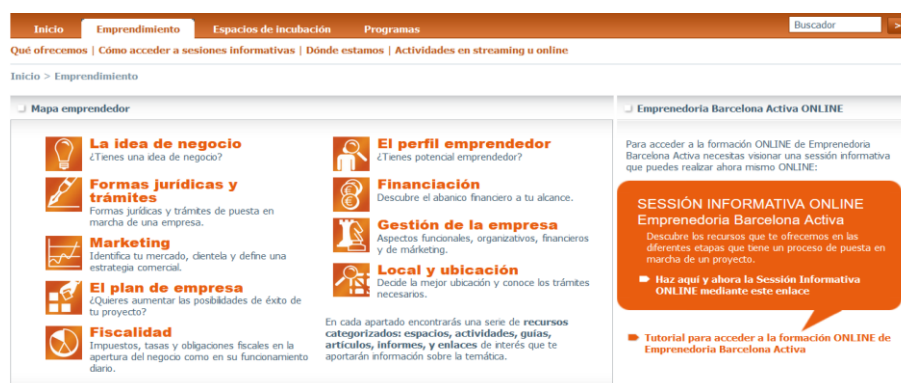 Inicio
Emprendimiento
Espacios de incubación
Programas
Buscador
>
Qué ofrecemos | Cómo acceder a sesiones informativas | Dónde estamos | Actividades en streaming u online
Inicio > Emprendimiento
Mapa emprendedor
La idea de negocio
¿Tienes una idea de negocio?
Formas jurídicas y
trámites
Formas jurídicas y trámites de puesta en
marcha de una empresa.
Marketing
Identifica tu mercado, clientela y define una
estrategia comercial.
El plan de empresa
¿Quieres aumentar las posibilidades de éxito de
tu proyecto?
Fiscalidad
Impuestos, tasas y obligaciones fiscales en la
apertura del negocio como en su funcionamiento
diario.
El perfil emprendedor
¿Tienes potencial emprendedor?
Financiación
Descubre el abanico financiero a tu alcance.
Gestión de la empresa
Aspectos funcionales, organizativos, financieros
y de márketing.
Local y ubicación
Decide la mejor ubicación y conoce los trámites
necesarios.
En cada apartado encontrarás una serie de recursos
categorizados: espacios, actividades, guías,
artículos, informes, y enlaces de interés que te
aportarán información sobre la temática.
Emprenedoria Barcelona Activa ONLINE
Para acceder a la formación ONLINE de Emprenedoria
Barcelona Activa necesitas visionar una sessión informativa
que puedes realizar ahora mismo ONLINE:
SESSIÓN INFORMATIVA ONLINE
Emprenedoria Barcelona Activa
Descubre los recursos que te ofrecemos en las
diferentes etapas que tiene un proceso de puesta en
marcha de un proyecto.
Haz aquí y ahora la Sessión Informativa
ONLINE mediante este enlace
Tutorial para acceder a la formación ONLINE de
Emprenedoria Barcelona Activa